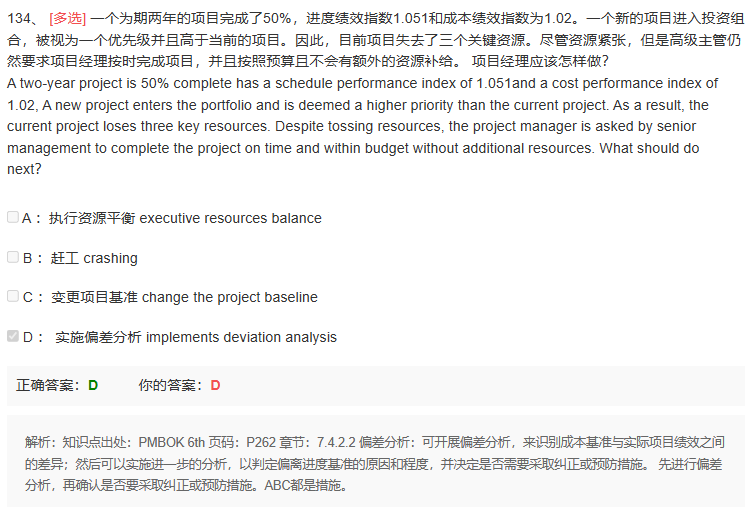 134、 [多选] 一个为期两年的项目完成了50%，进度绩效指数1.051和成本绩效指数为1.02。一个新的项目进入投资组
合，被视为一个优先级并且高于当前的项目。因此，目前项目失去了三个关键资源。尽管资源紧张，但是高级主管仍
然要求项目经理按时完成项目，并且按照预算且不会有额外的资源补给。 项目经理应该怎样做?
A two-year project is 50% complete has a schedule performance index of 1.051and a cost performance index of
1.02, A new project enters the portfolio and is deemed a higher priority than the current project. As a result, the
current project loses three key resources. Despite tossing resources, the project manager is asked by senior
management to complete the project on time and within budget without additional resources. What should do
next?
A： 执行资源平衡 executive resources balance
B： 赶工 crashing
C： 变更项目基准 change the project baseline
D： 实施偏差分析 implements deviation analysis
正确答案：D 你的答案：D
解析：知识点出处：PMBOK 6th 页码：P262 章节：7.4.2.2 偏差分析：可开展偏差分析，来识别成本基准与实际项目绩效之间
的差异；然后可以实施进一步的分析，以判定偏离进度基准的原因和程度，并决定是否需要采取纠正或预防措施。 先进行偏差
分析，再确认是否要采取纠正或预防措施。ABC都是措施。